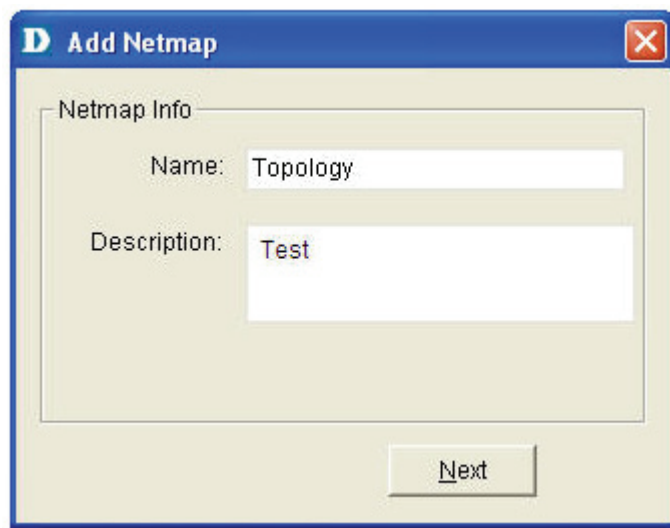 D Add Netmap
Netmap Info
Name: Topology
Description: Test
Next